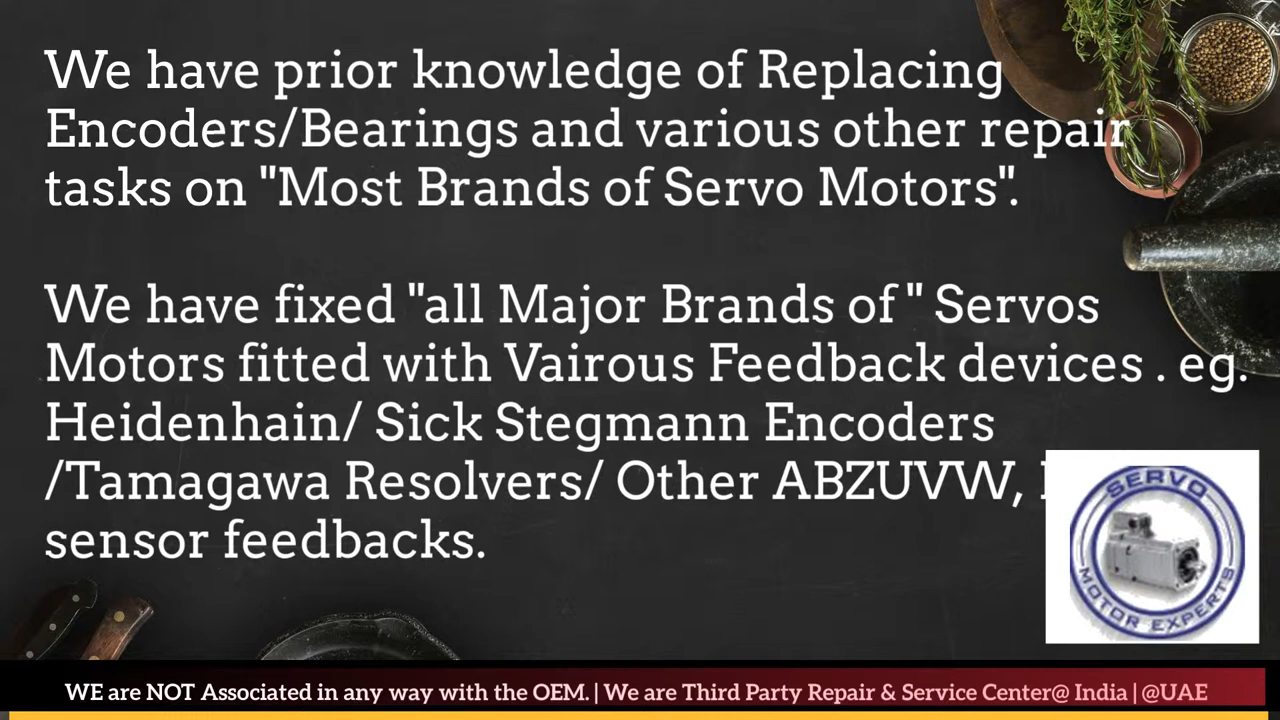 We have prior knowledge of Replacing
Encoders/Bearings and various other repair
tasks on "Most Brands of Servo Motors".
We have fixed "all Major Brands of " Servos
Motors fitted with Vairous Feedback devices . eg.
Heidenhain/ Sick Stegmann Encoders
/Tamagawa Resolvers/ Other ABZUVW,
sensor feedbacks.
SERVO
MOTOR EXPERTS
WE are NOT Associated in any way with the OEM. | We are Third Party Repair & Service Center@ India | @UAE